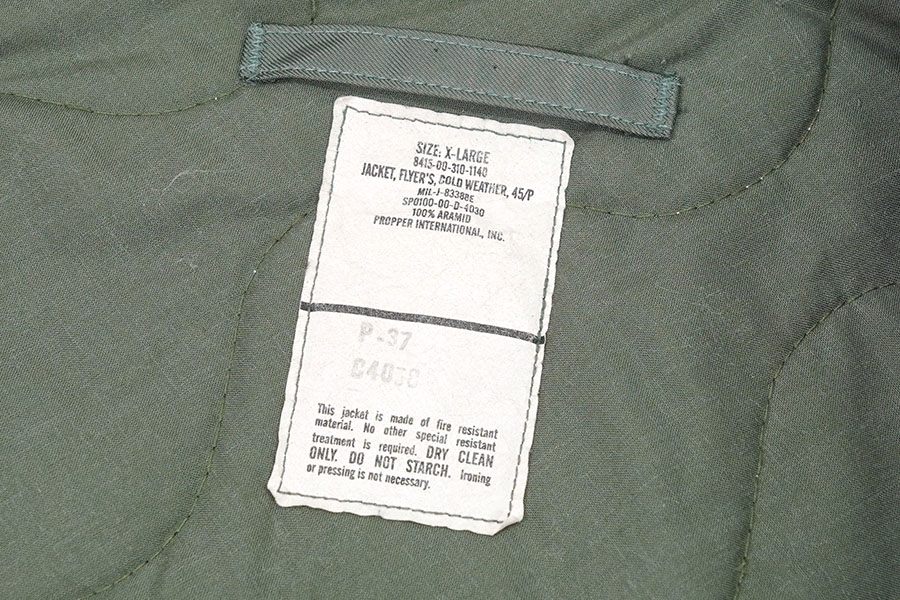 SIZE: X-LARGE
8415-00-310-1140
JACKET, FLYER'S, COLD WEATHER, 45/P
MIL-J-83388E
SP0100-00-D-4030
100% ARAMID
PROPPER INTERNATIONAL, INC.
P-37
C4030
This jacket is made of fire resistant
material. No other special resistant
treatment is required. DRY CLEAN
ONLY. DO NOT STARCH. Ironing
or pressing is not necessary.